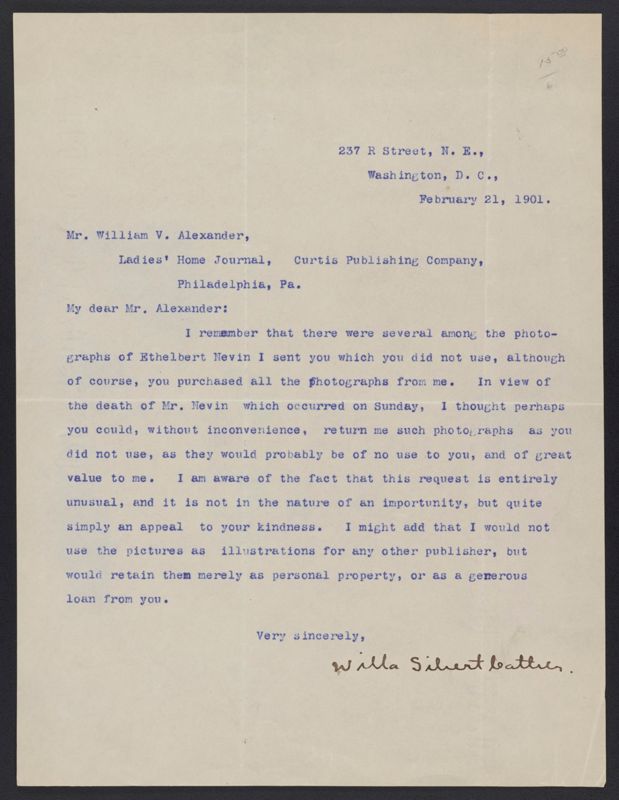 237 R Street, N. E.,
Washington, D. C.,
February 21, 1901.
Mr. William V. Alexander,
Ladies' Home Journal, Curtis Publishing Company,
Philadelphia, Pa.
My dear Mr. Alexander:
I remember that there were several among the photo-
graphs of Ethelbert Nevin I sent you which you did not use, although
of course, you purchased all the photographs from me. In view of
the death of Mr. Nevin which occurred on Sunday, I thought perhaps
you could, without inconvenience, return me such photographs as you
did not use, as they would probably be of no use to you, and of great
value to me. I am aware of the fact that this request is entirely
unusual, and it is not in the nature of an importunity, but quite
simply an appeal to your kindness. I might add that I would not
use the pictures as illustrations for any other publisher, but
would retain them merely as personal property, or as a generous
loan from you.
Very sincerely,
Willa Sibert Cather.